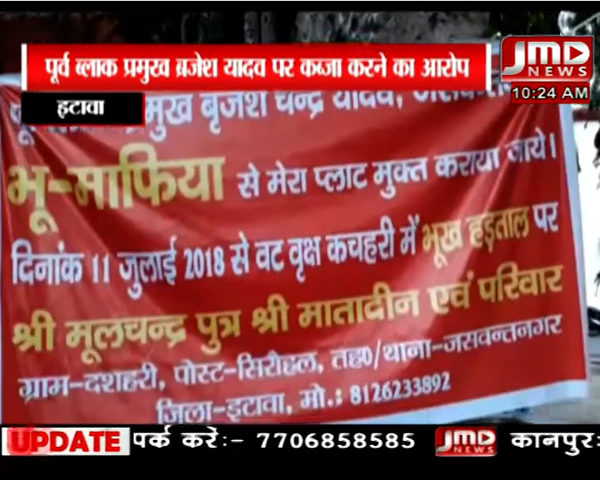 पूर्व ब्लाक प्रमुख ब्रजेश यादव पर कब्जा करने का आरोप
JMD
NEWS
10:24 AM
इटावा
प्रमुख बृजेश चन्द्र यादव,
भू-माफिया से मेरा प्लाट मुक्त कराया जाये।
दिनांक 11 जुलाई 2018 से वट वृक्ष कचहरी में भूख हड़ताल पर
श्री मूलचन्द्र पुत्र श्री मातादीन एवं परिवार
ग्राम-दशहरी, पोस्ट-सिरौहल, तह0/थाना-जसवन्तनगर
जिला-इटावा, मो.: 8126233892
UPDATE पर्क करेंः- 7706858585 JMD NEWS कानपुरः